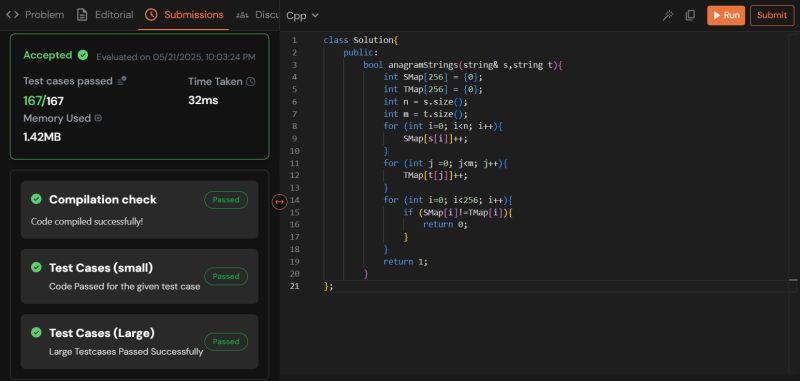 Problem Editorial Submissions Discu
Accepted Evaluated on 05/21/2025, 10:03:24 PM
Test cases passed
Time Taken
167/167
32ms
Memory Used
1.42MB
Compilation check
Passed
Code compiled successfully!
Test Cases (small)
Passed
Code Passed for the given test case
Test Cases (Large)
Passed
Large Testcases Passed Successfully
Cpp Run Submit
1 class Solution{
2 public:
3 bool anagramStrings(string& s,string t){
4 int SMap[256] = {0};
5 int TMap[256] = {0};
6 int n = s.size();
7 int m = t.size();
8 for (int i=0; i<n; i++){
9 SMap[s[i]]++;
10 }
11 for (int j =0; j<m; j++){
12 TMap[t[j]]++;
13 }
14 for (int i=0; i<256; i++){
15 if (SMap[i]!=TMap[i]){
16 return 0;
17 }
18 }
19 return 1;
20 }
21 };